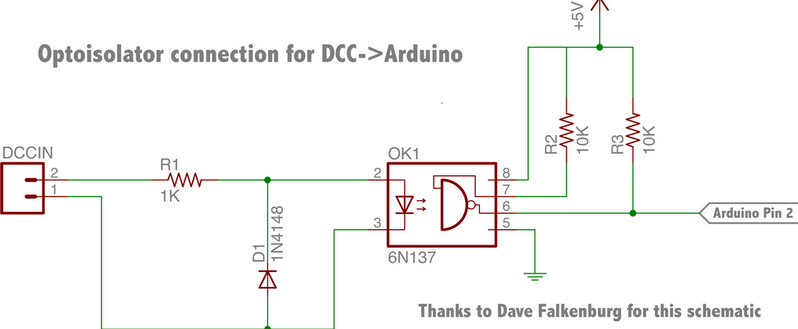 +5V
Optoisolator connection for DCC->Arduino
DCCIN
2
1
R1
1K
D1
1N4148
OK1
2
3
8
7
6
5
6N137
R2
10K
R3
10K
Arduino Pin 2
Thanks to Dave Falkenburg for this schematic